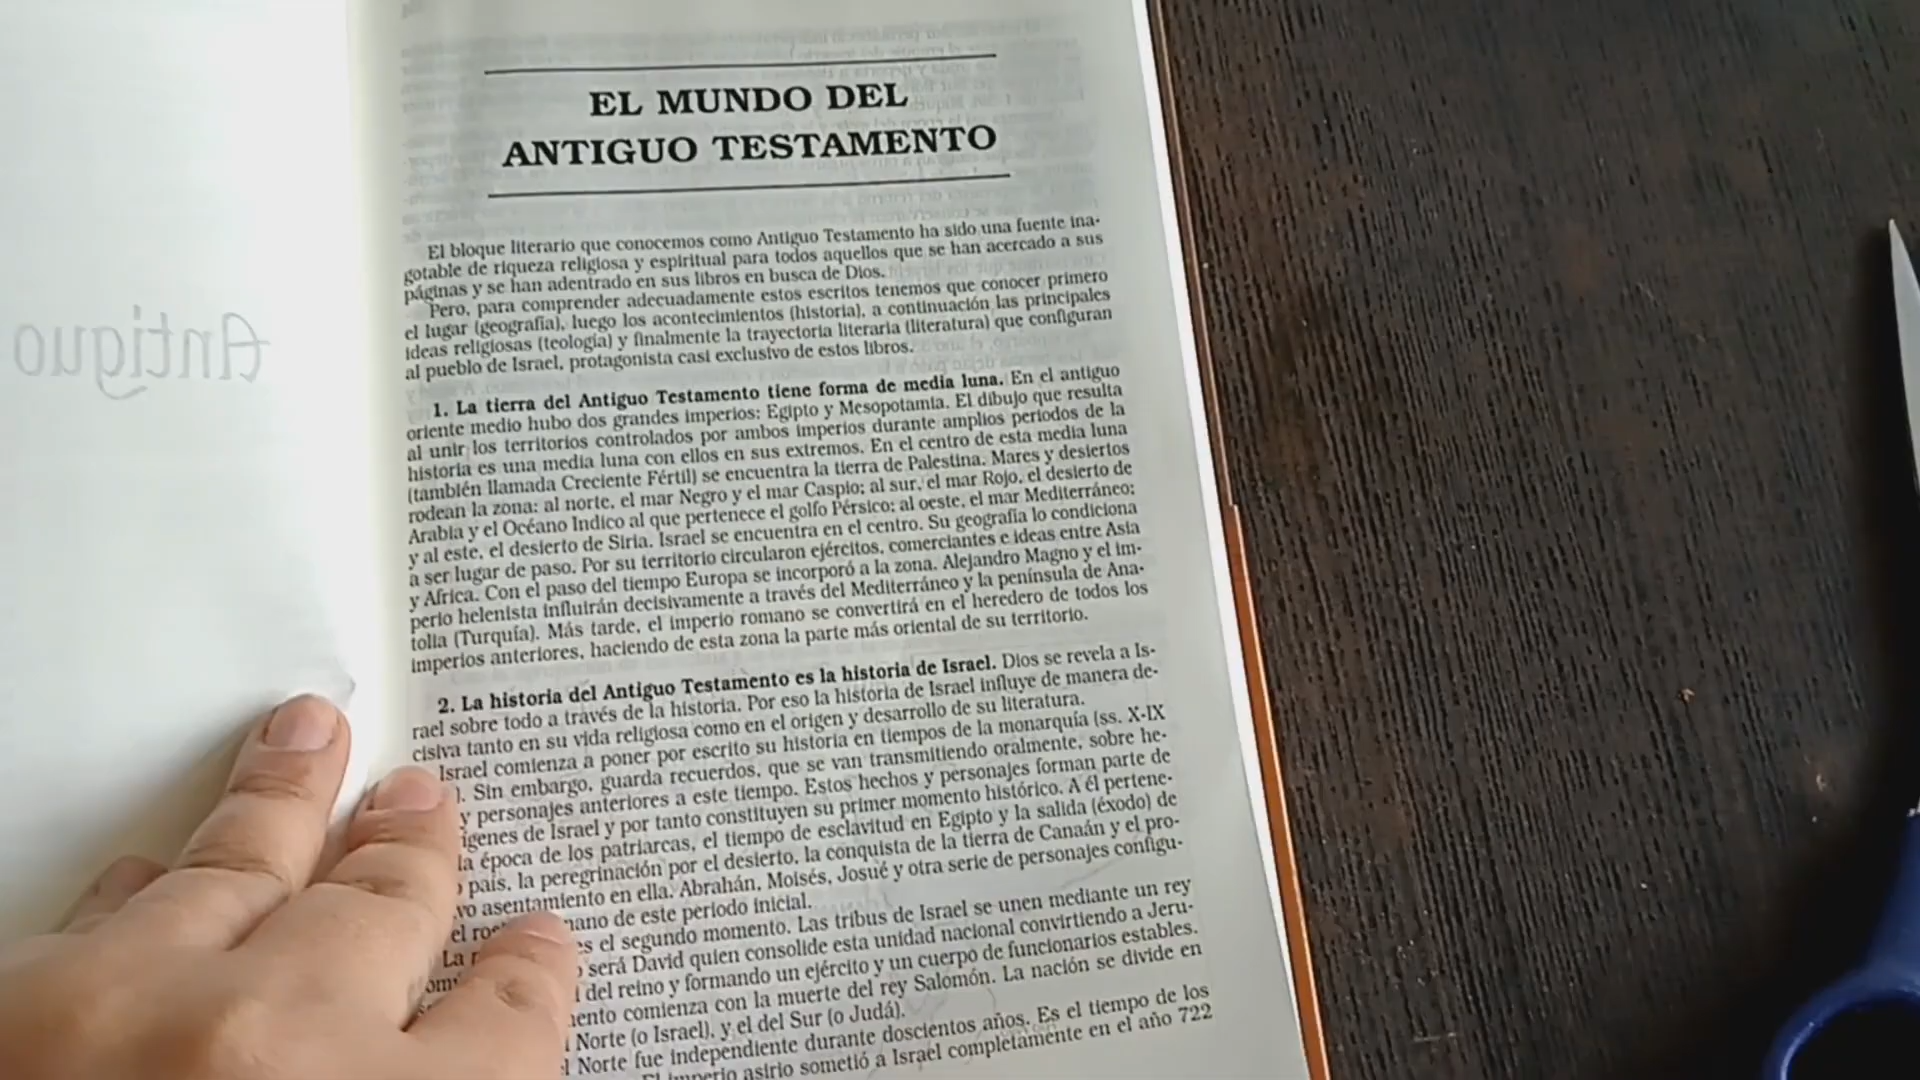 Antiguo
EL MUNDO DEL
ANTIGUO TESTAMENTO
El bloque literario que conocemos como Antiguo Testamento ha sido una fuente ina-
gotable de riqueza religiosa y espiritual para todos aquellos que se han acercado a sus
páginas y se han adentrado en sus libros en busca de Dios.
Pero, para comprender adecuadamente estos escritos tenemos que conocer primero
el lugar (geografía), luego los acontecimientos (historia), a continuación las principales
ideas religiosas (teología) y finalmente la trayectoria literaria (literatura) que configuran
al pueblo de Israel, protagonista casi exclusivo de estos libros.
1. La tierra del Antiguo Testamento tiene forma de media luna. En el antiguo
oriente medio hubo dos grandes imperios: Egipto y Mesopotamia. El dibujo que resulta
al unir los territorios controlados por ambos imperios durante amplios periodos de la
historia es una media luna con ellos en sus extremos. En el centro de esta media luna
(también llamada Creciente Fértil) se encuentra la tierra de Palestina. Mares y desiertos
rodean la zona: al norte, el mar Negro y el mar Caspio; al sur, el mar Rojo, el desierto de
Arabia y el Océano Indico al que pertenece el golfo Pérsico; al oeste, el mar Mediterráneo;
y al este, el desierto de Siria. Israel se encuentra en el centro. Su geografía lo condiciona
a ser lugar de paso. Por su territorio circularon ejércitos, comerciantes e ideas entre Asia
y Africa. Con el paso del tiempo Europa se incorporó a la zona. Alejandro Magno y el im-
perio helenista influirán decisivamente a través del Mediterráneo y la península de Ana-
tolia (Turquía). Más tarde, el imperio romano se convertirá en el heredero de todos los
imperios anteriores, haciendo de esta zona la parte más oriental de su territorio.
2. La historia del Antiguo Testamento es la historia de Israel. Dios se revela a Is-
rael sobre todo a través de la historia. Por eso la historia de Israel influye de manera de-
cisiva tanto en su vida religiosa como en el origen y desarrollo de su literatura.
Israel comienza a poner por escrito su historia en tiempos de la monarquía (ss. X-IX
). Sin embargo, guarda recuerdos, que se van transmitiendo oralmente, sobre he-
y personajes anteriores a este tiempo. Estos hechos y personajes forman parte de
ígenes de Israel y por tanto constituyen su primer momento histórico. A él pertene-
la época de los patriarcas, el tiempo de esclavitud en Egipto y la salida (éxodo) de
país, la peregrinación por el desierto, la conquista de la tierra de Canaán y el pro-
vo asentamiento en ella. Abrahán, Moisés, Josué y otra serie de personajes configu-
el ro mano de este periodo inicial.
La es el segundo momento. Las tribus de Israel se unen mediante un rey
será David quien consolide esta unidad nacional convirtiendo a Jeru-
del reino y formando un ejército y un cuerpo de funcionarios estables.
ento comienza con la muerte del rey Salomón. La nación se divide en
Norte (o Israel), y el del Sur (o Judá).
l Norte fue independiente durante doscientos años. Es el tiempo de los
El imperio asirio sometió a Israel completamente en el año 722